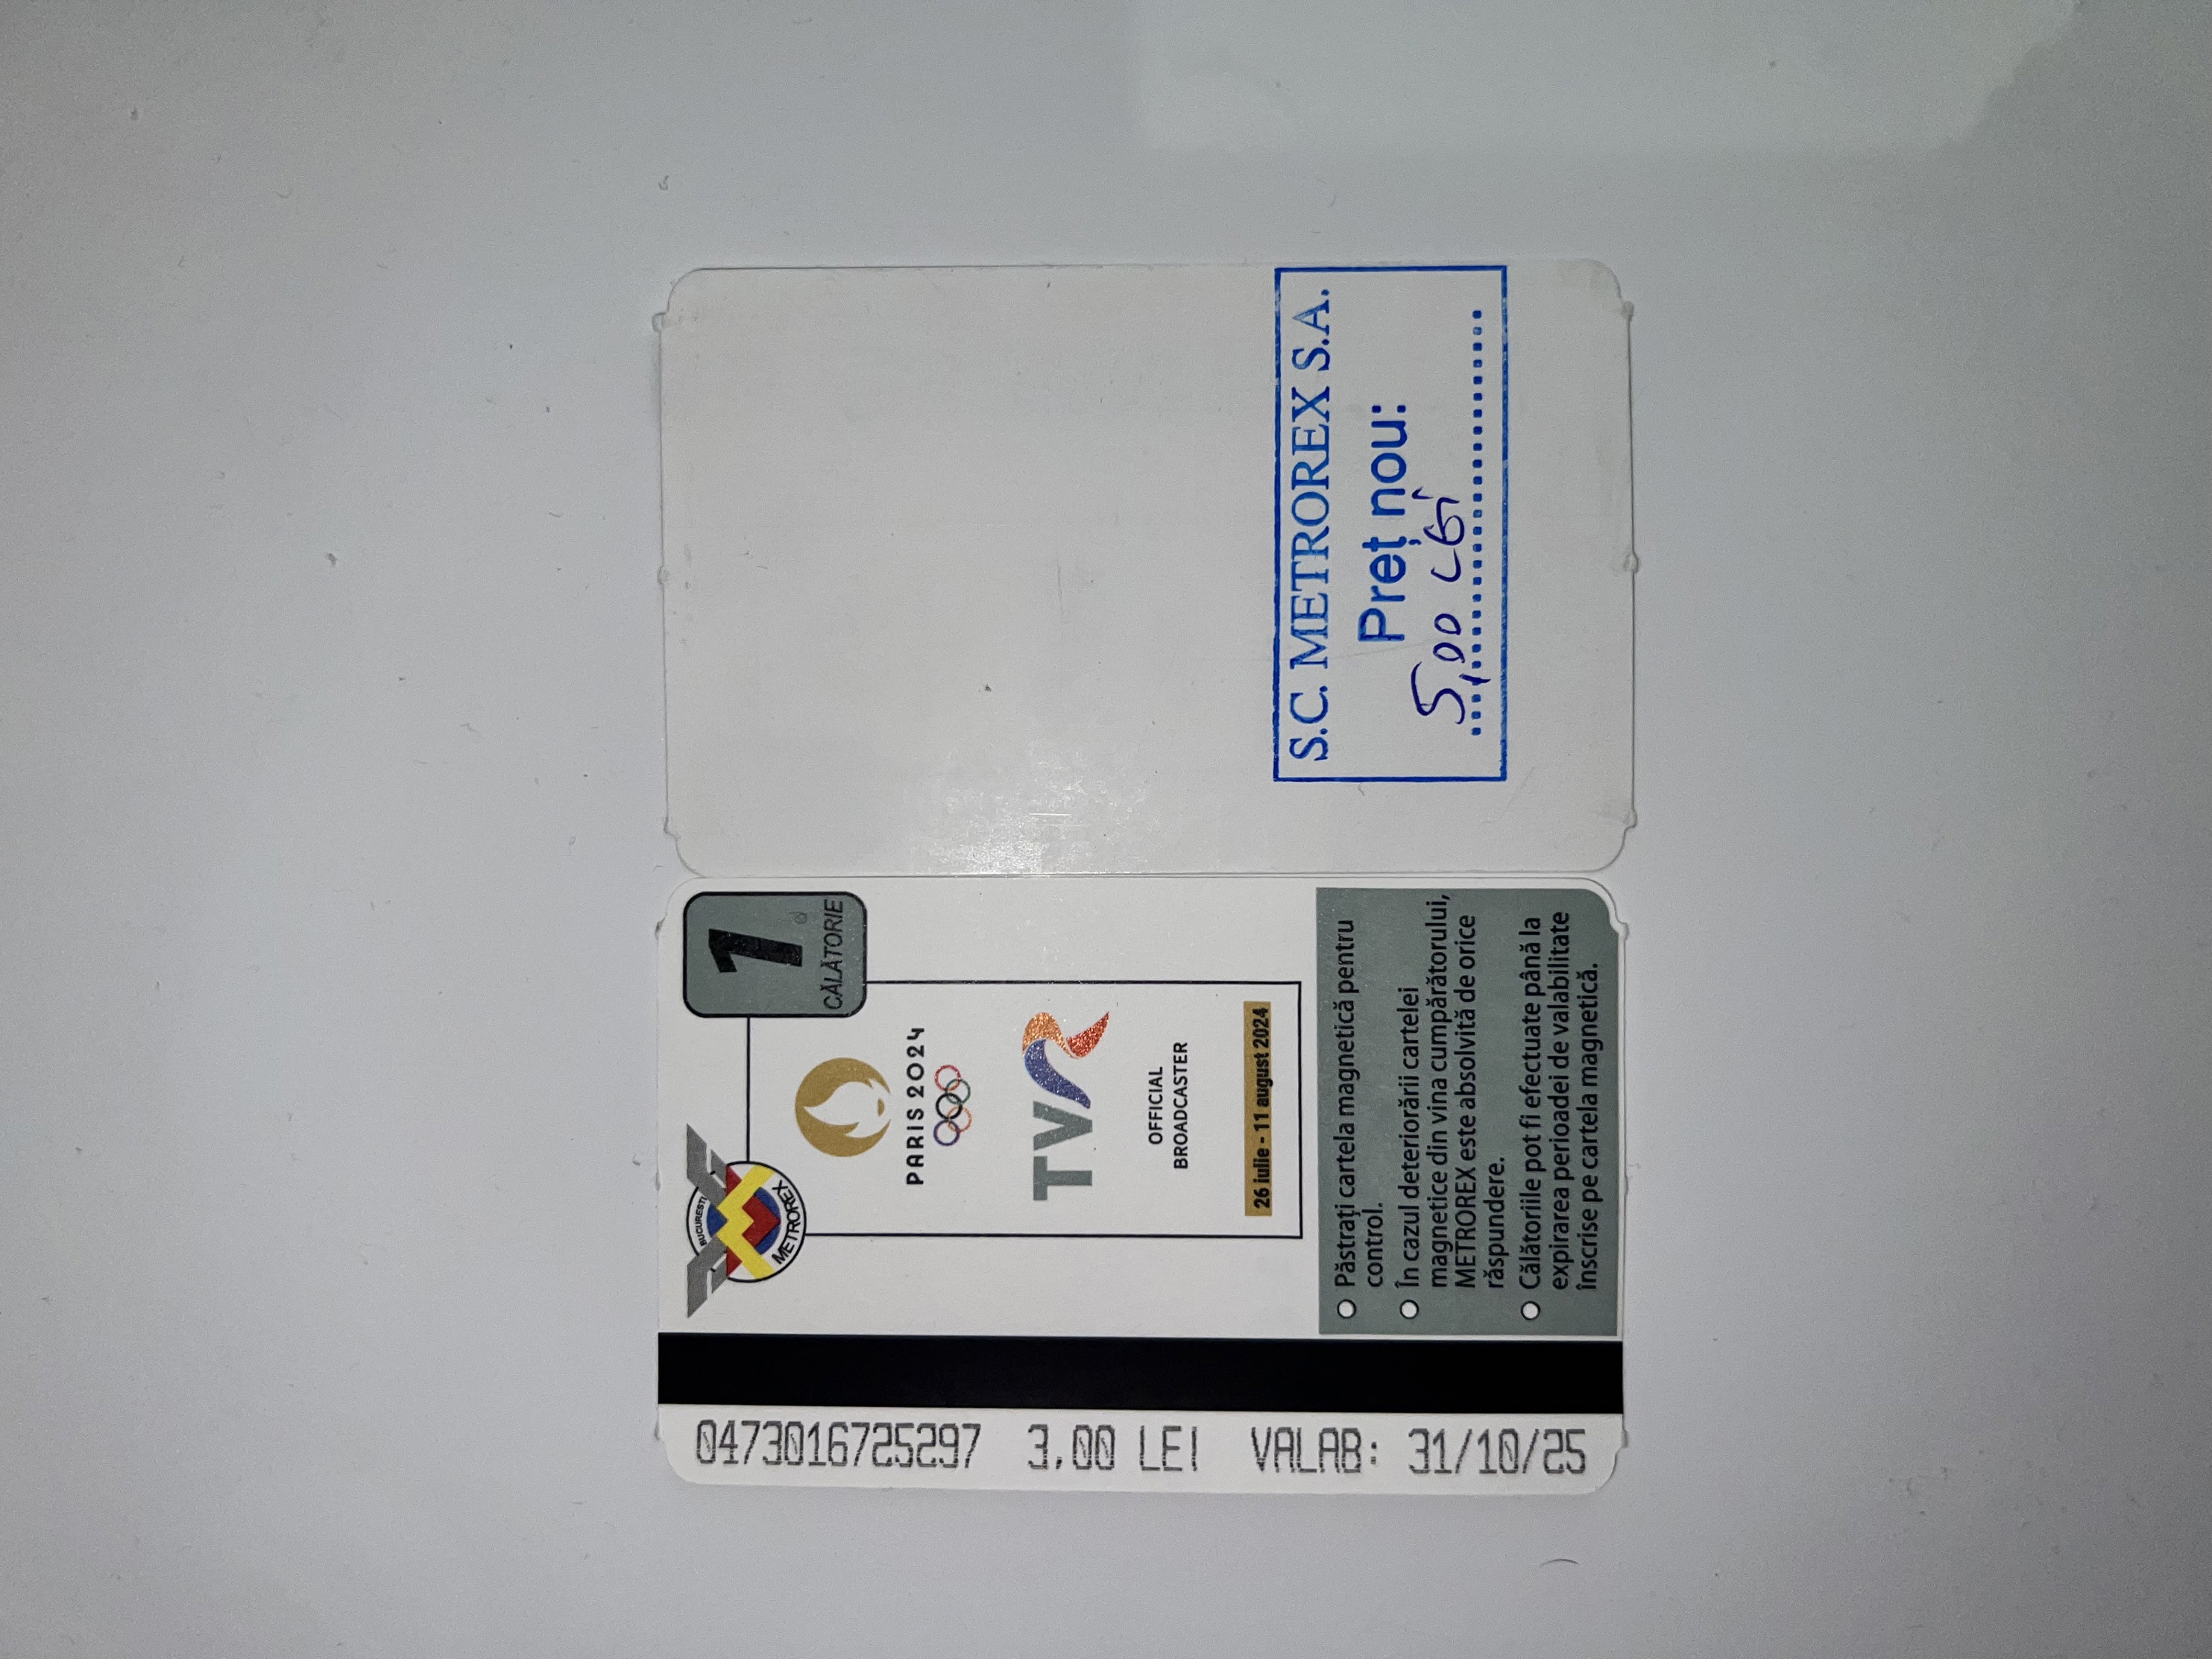 S.C. METROREX S.A.
Preț nou:
5,00 LEI
1
CĂLĂTORIE
BUCUREȘTI
METROREX
PARIS 2024
TVR
OFFICIAL
BROADCASTER
26 iulie - 11 august 2024
Păstrați cartela magnetică pentru
control.
În cazul deteriorării cartelei
magnetice din vina cumpărătorului,
METROREX este absolvită de orice
răspundere.
Călătoriile pot fi efectuate până la
expirarea perioadei de valabilitate
înscrise pe cartela magnetică.
0473016725297 3.00 LEI VALAB: 31/10/25